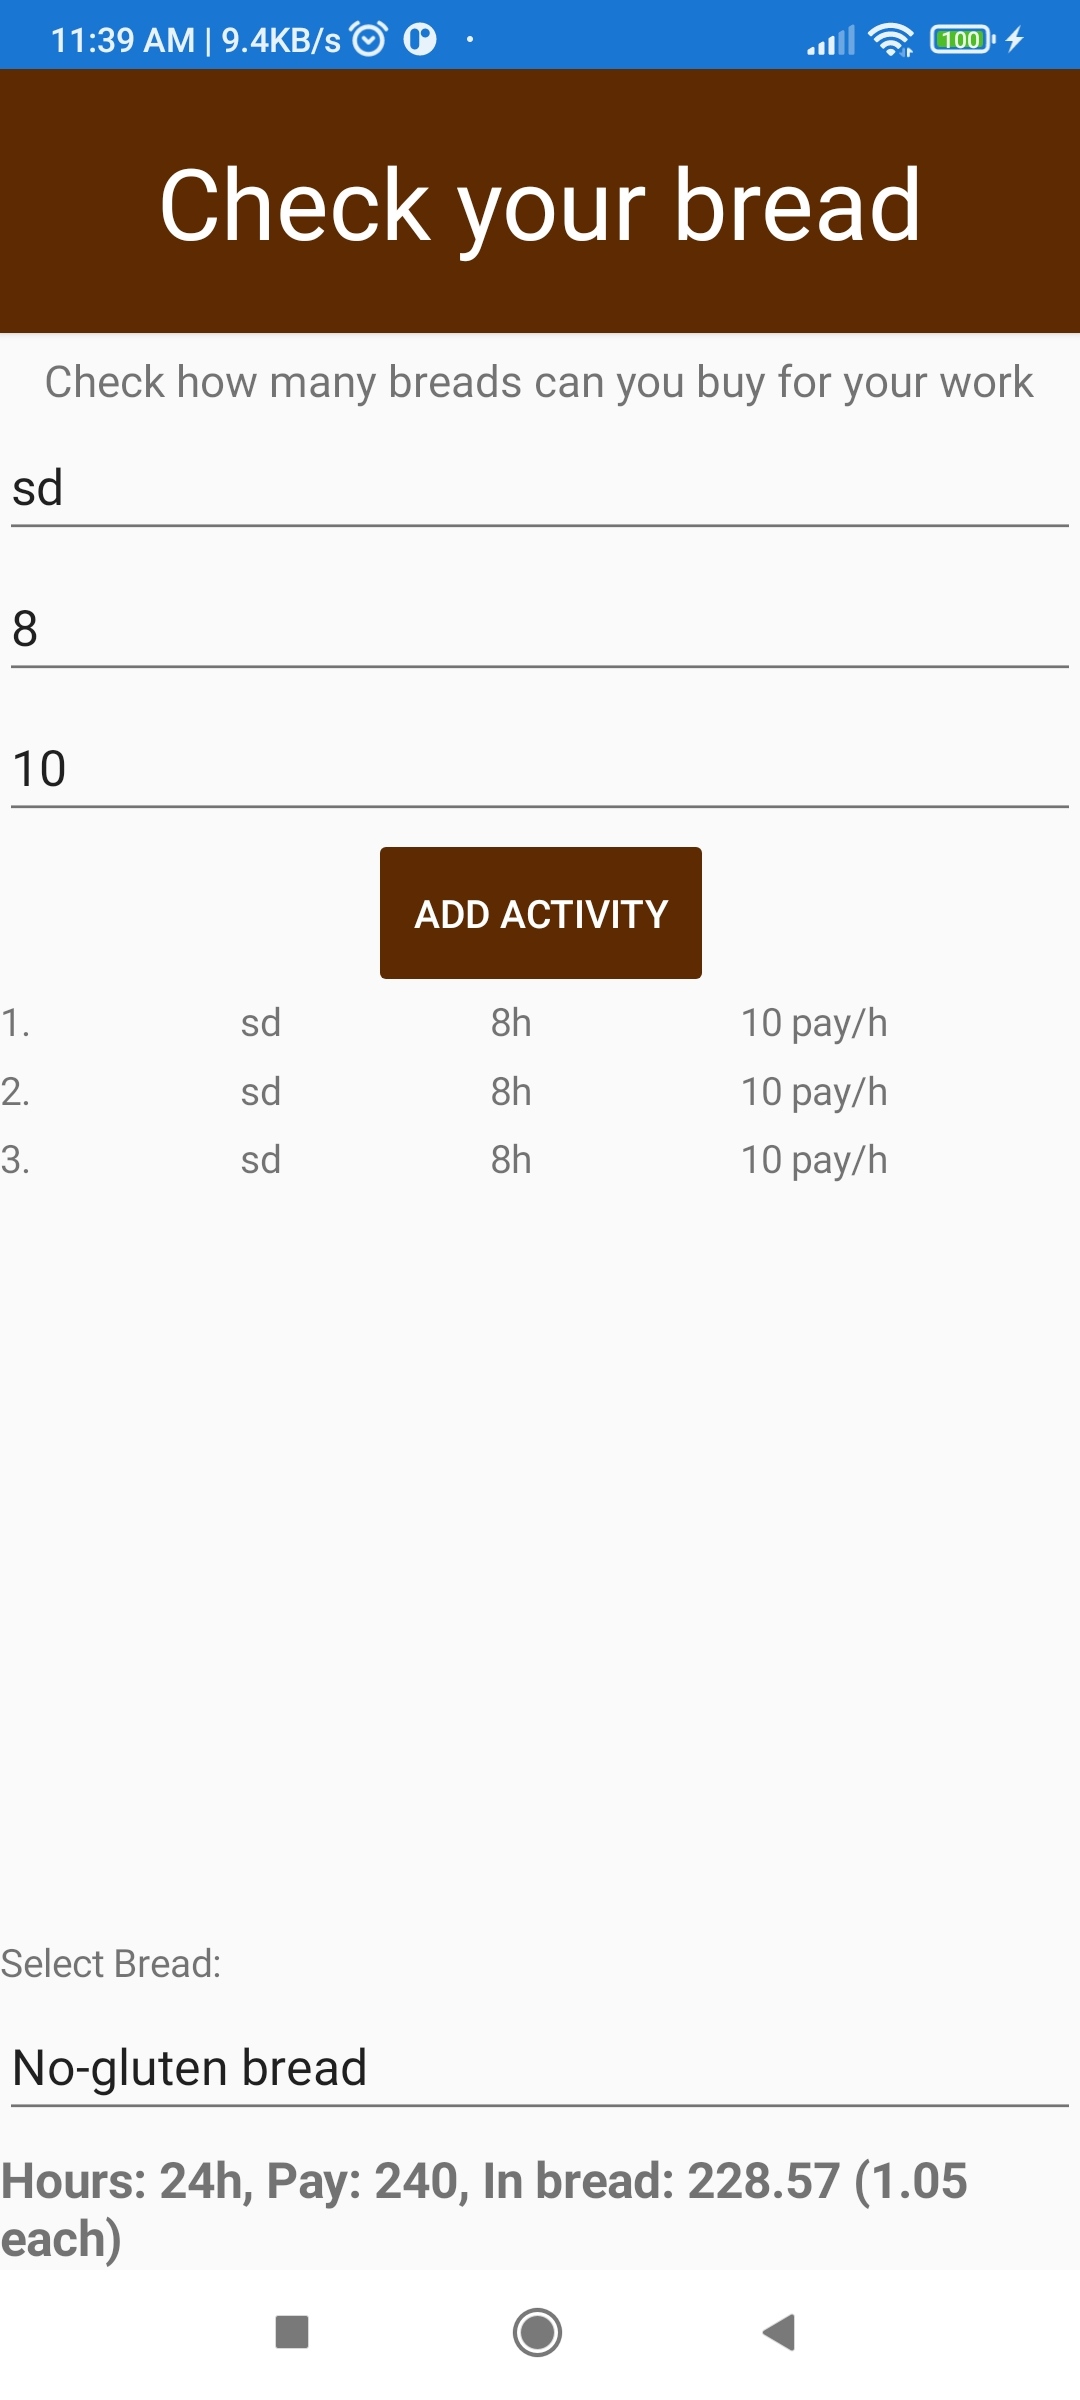 11:39 AM | 9.4KB/s
100
Check your bread
Check how many breads can you buy for your work
sd
8
10
ADD ACTIVITY
1. sd 8h 10 pay/h
2. sd 8h 10 pay/h
3. sd 8h 10 pay/h
Select Bread:
No-gluten bread
Hours: 24h, Pay: 240, In bread: 228.57 (1.05
each)